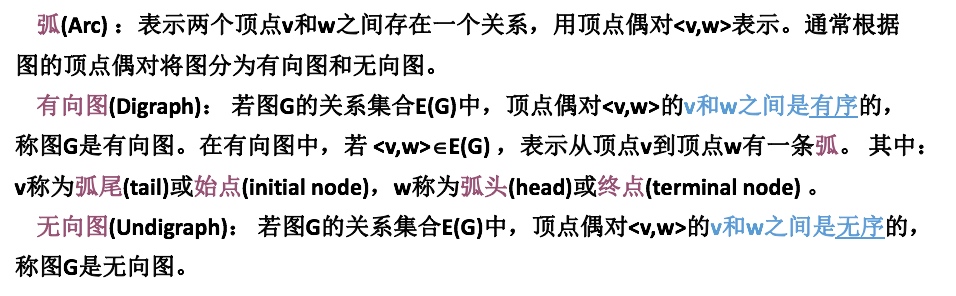 弧(Arc) ：表示两个顶点v和w之间存在一个关系，用顶点偶对<v,w>表示。通常根据
图的顶点偶对将图分为有向图和无向图。
有向图(Digraph)： 若图G的关系集合E(G)中，顶点偶对<v,w>的v和w之间是有序的，
称图G是有向图。在有向图中，若 <v,w>∈E(G) ，表示从顶点v到顶点w有一条弧。 其中：
v称为弧尾(tail)或始点(initial node)，w称为弧头(head)或终点(terminal node) 。
无向图(Undigraph)： 若图G的关系集合E(G)中，顶点偶对<v,w>的v和w之间是无序的，
称图G是无向图。